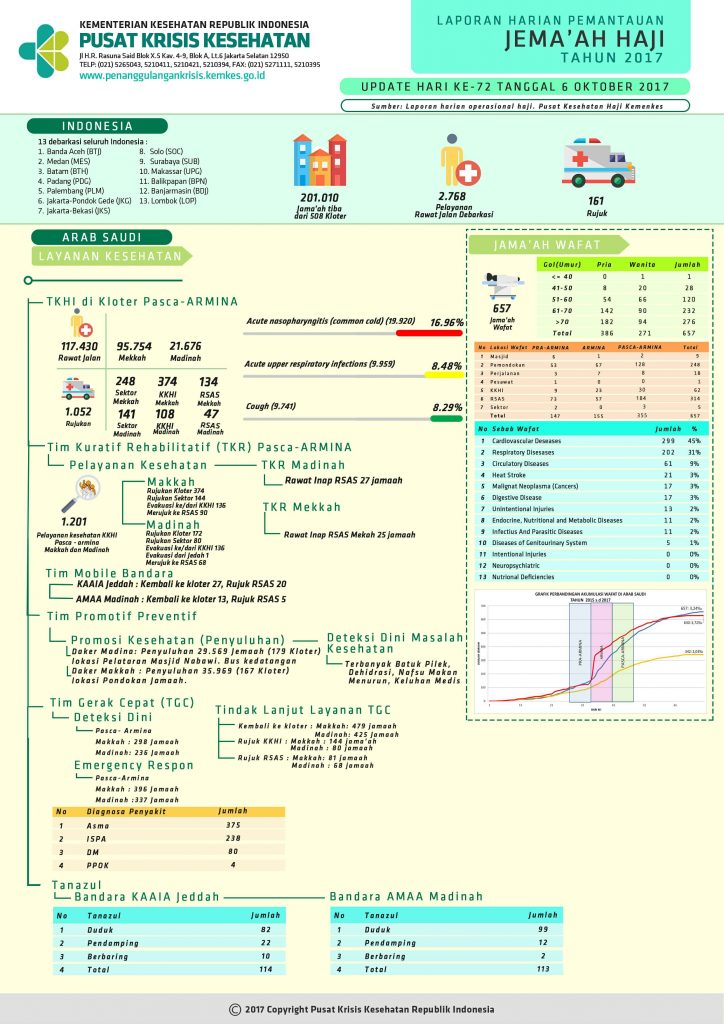 KEMENTERIAN KESEHATAN REPUBLIK INDONESIA
PUSAT KRISIS KESEHATAN
Jl H.R. Rasuna Said Blok X.5 Kav. 4-9, Blok A, Lt.6 Jakarta Selatan 12950
TELP: (021) 5265043, 5210411, 5210421, 5210394, FAX: (021) 5271111, 5210395
www.penanggulangankrisis.kemkes.go.id
LAPORAN HARIAN PEMANTAUAN
JEMA'AH HAJI
TAHUN 2017
UPDATE HARI KE-72 TANGGAL 6 OKTOBER 2017
Sumber: Laporan harian operasional haji. Pusat Kesehatan Haji Kemenkes
INDONESIA
13 debarkasi seluruh Indonesia :
1. Banda Aceh (BTJ)
2. Medan (MES)
3. Batam (BTH)
4. Padang (PDG)
5. Palembang (PLM)
6. Jakarta-Pondok Gede (JKG)
7. Jakarta-Bekasi (JKS)
8. Solo (SOC)
9. Surabaya (SUB)
10. Makassar (UPG)
11. Balikpapan (BPN)
12. Banjarmasin (BDJ)
13. Lombok (LOP)
201.010
Jama'ah tiba
dari 508 Kloter
2.768
Pelayanan
Rawat Jalan Debarkasi
161
Rujuk
ARAB SAUDI
LAYANAN KESEHATAN
TKHI di Kloter Pasca-ARMINA
117.430
Rawat Jalan
95.754
Mekkah
21.676
Madinah
1.052
Rujukan
248
Sektor
Mekkah
374
KKHI
Mekkah
134
RSAS
Mekkah
141
Sektor
Madinah
108
KKHI
Madinah
47
RSAS
Madinah
Acute nasopharyngitis (common cold) (19.920) 16.96%
Acute upper respiratory infections (9.959) 8.48%
Cough (9.741) 8.29%
Tim Kuratif Rehabilitatif (TKR) Pasca-ARMINA
Pelayanan Kesehatan
1.201
Pelayanan kesehatan KKHI
Pasca - armina
Makkah dan Madinah
Makkah
Rujukan Kloter 374
Rujukan Sektor 144
Evakuasi ke/dari KKHI 136
Merujuk ke RSAS 90
Madinah
Rujukan Kloter 172
Rujukan Sektor 80
Evakuasi ke/dari KKHI 136
Evakuasi dari Jedah 1
Merujuk ke RSAS 68
TKR Madinah
Rawat Inap RSAS 27 jamaah
TKR Mekkah
Rawat Inap RSAS Mekah 25 jamaah
Tim Mobile Bandara
KAAIA Jeddah : Kembali ke kloter 27, Rujuk RSAS 20
AMAA Madinah : Kembali ke kloter 13, Rujuk RSAS 5
Tim Promotif Preventif
Promosi Kesehatan (Penyuluhan)
Daker Madina: Penyuluhan 29.569 Jemaah (179 Kloter)
lokasi Pelataran Masjid Nabawi. Bus kedatangan
Daker Makkah : Penyuluhan 35.969 (167 Kloter)
lokasi Pondokan Jamaah.
Deteksi Dini Masalah
Kesehatan
Terbanyak Batuk Pilek,
Dehidrasi, Nafsu Makan
Menurun, Keluhan Medis
Tim Gerak Cepat (TGC)
Deteksi Dini
Pasca- Armina
Makkah : 298 Jamaah
Madinah: 236 Jamaah
Emergency Respon
Pasca-Armina
Makkah : 396 Jamaah
Madinah :337 Jamaah
Tindak Lanjut Layanan TGC
Kembali ke kloter : Makkah: 479 jamaah
Madinah: 425 Jamaah
Rujuk KKHI : Makkah : 144 jama'ah
Madinah : 80 jamaah
Rujuk RSAS : Makkah: 81 jamaah
Madinah : 68 jamaah
No Diagnosa Penyakit Jumlah
1 Asma 375
2 ISPA 238
3 DM 80
4 PPOK 4
Tanazul
Bandara KAAIA Jeddah
No Tanazul Jumlah
1 Duduk 82
2 Pendamping 22
3 Berbaring 10
4 Total 114
Bandara AMAA Madinah
No Tanazul Jumlah
1 Duduk 99
2 Pendamping 12
3 Berbaring 2
4 Total 113
JAMA'AH WAFAT
657
Jama'ah
Wafat
Gol(Umur) Pria Wanita Jumlah
<= 40 0 1 1
41-50 8 20 28
51-60 54 66 120
61-70 142 90 232
>70 182 94 276
Total 386 271 657
No Lokasi Wafat PRA-ARMINA ARMINA PASCA-ARMINA Total
1 Masjid 6 1 2 9
2 Pemondokan 53 67 128 248
3 Perjalanan 3 7 8 18
4 Pesawat 1 0 0 1
5 KKHI 9 23 30 62
6 RSAS 73 57 184 314
7 Sektor 2 0 3 5
Total 147 155 355 657
No Sebab Wafat Jumlah %
1 Cardiovascular Deseases 299 45%
2 Respiratory Disesases 202 31%
3 Circulatory Diseases 61 9%
4 Heat Stroke 21 3%
5 Malignat Neoplasma (Cancers) 17 3%
6 Digestive Disease 17 3%
7 Unintentional Injuries 13 2%
8 Endocrine, Nutritional and Metabolic Diseases 11 2%
9 Infectius And Parasitic Diseases 11 2%
10 Diseases of Genitourinary System 5 1%
11 Intentional Injuries 0 0%
12 Neuropsychiatric 0 0%
13 Nutrional Deficiencies 0 0%
GRAFIK PERBANDINGAN AKUMULASI WAFAT DI ARAB SAUDI
TAHUN 2015 s.d 2017
PRA-ARMINA
ARMINA
PASCA-ARMINA
© 2017 Copyright Pusat Krisis Kesehatan Republik Indonesia